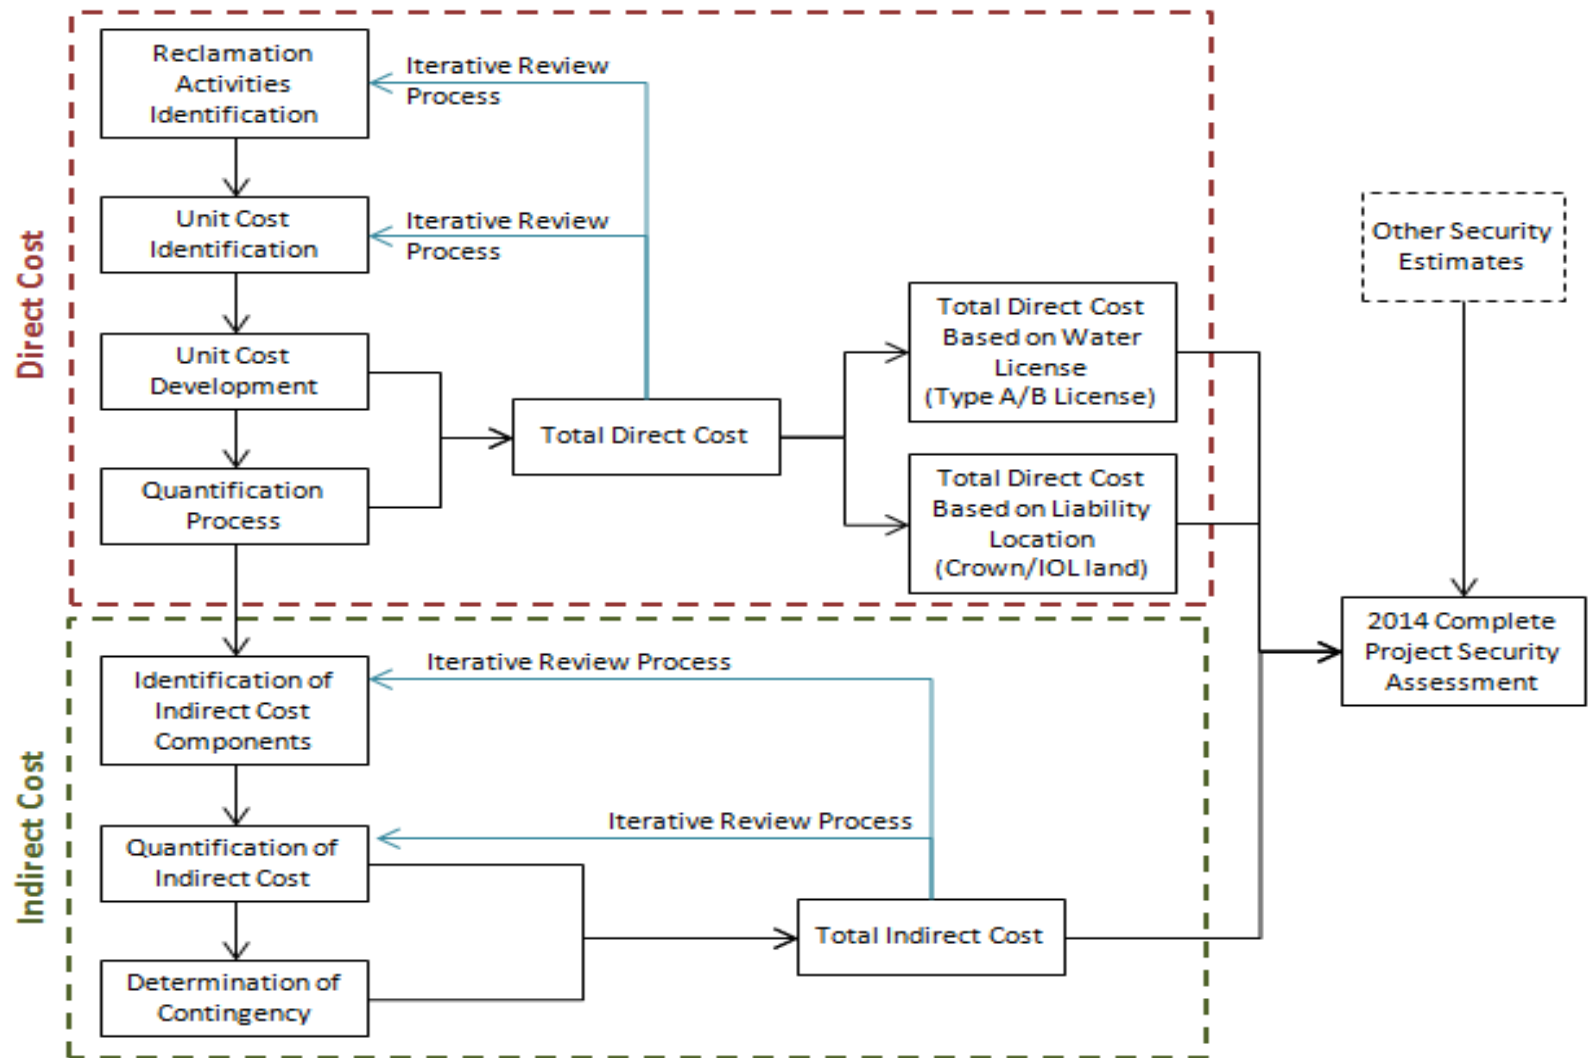 Direct Cost
Reclamation
Activities
Identification
Iterative Review
Process
Unit Cost
Identification
Iterative Review
Process
Unit Cost
Development
Quantification
Process
Total Direct Cost
Total Direct Cost
Based on Water
License
(Type A/B License)
Total Direct Cost
Based on Liability
Location
(Crown/IOL land)
Other Security
Estimates
2014 Complete
Project Security
Assessment
Indirect Cost
Identification of
Indirect Cost
Components
Iterative Review Process
Quantification of
Indirect Cost
Iterative Review Process
Determination of
Contingency
Total Indirect Cost